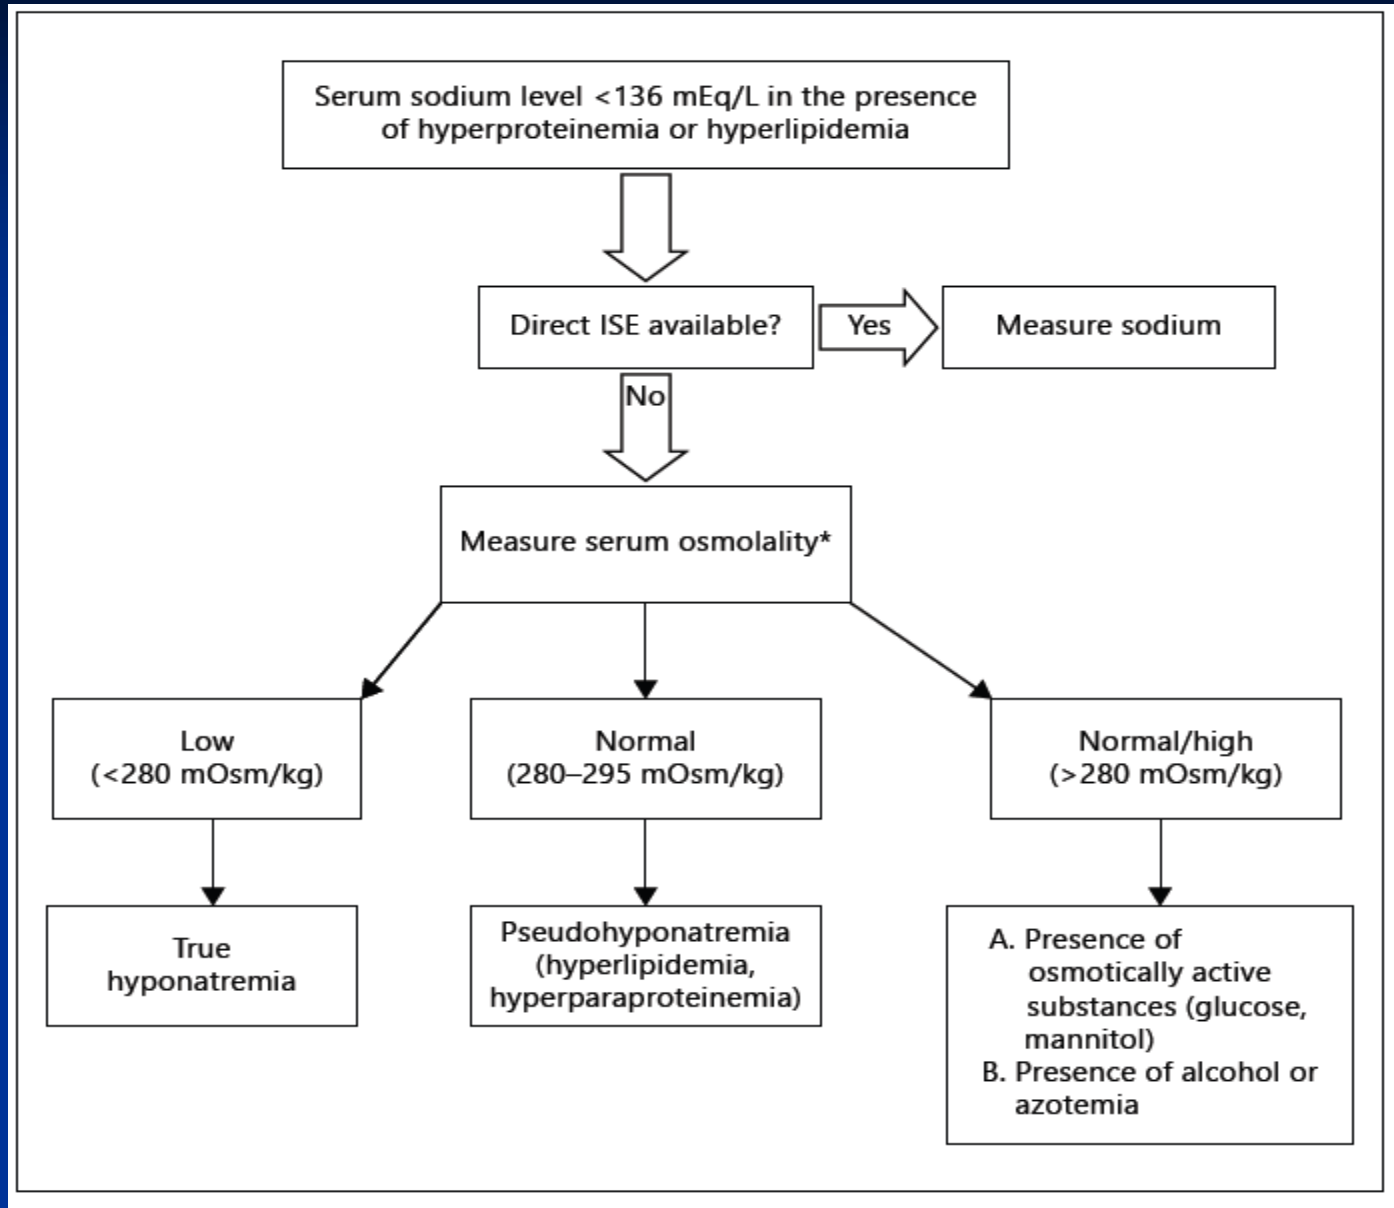 Serum sodium level <136 mEq/L in the presence
of hyperproteinemia or hyperlipidemia
Direct ISE available?
Yes
Measure sodium
No
Measure serum osmolality*
Low
(<280 mOsm/kg)
Normal
(280–295 mOsm/kg)
Normal/high
(>280 mOsm/kg)
True
hyponatremia
Pseudohyponatremia
(hyperlipidemia,
hyperparaproteinemia)
A. Presence of
osmotically active
substances (glucose,
mannitol)
B. Presence of alcohol or
azotemia